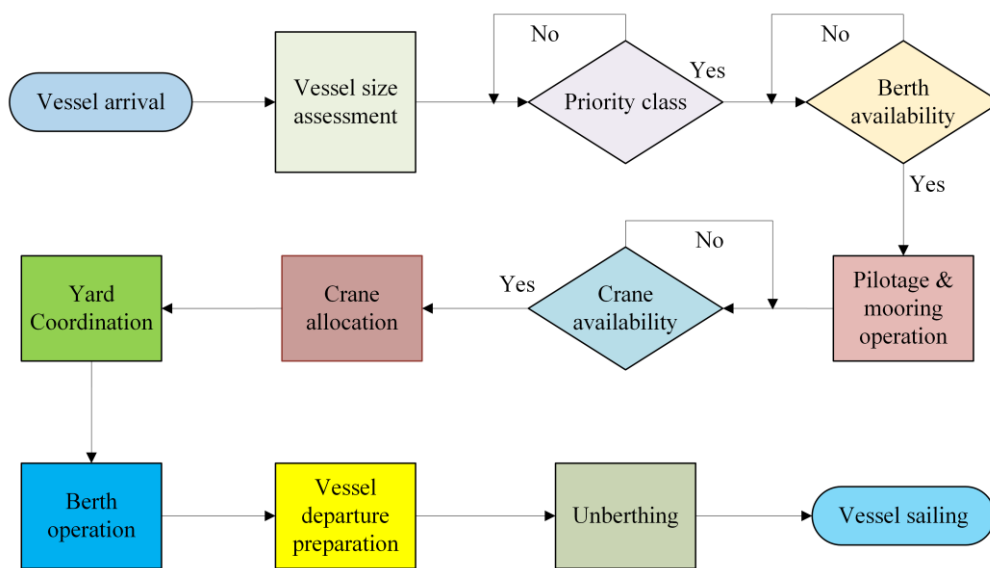 No
No
Vessel arrival
Vessel size
assessment
Priority class
Yes
Berth
availability
Yes
No
Yard
Coordination
Crane
allocation
Yes
Crane
availability
Pilotage &
mooring
operation
Berth
operation
Vessel
departure
preparation
Unberthing
Vessel sailing